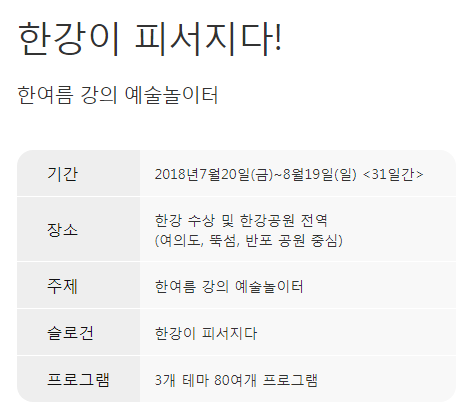 한강이 피서지다!
한여름 강의 예술놀이터
기간
2018년7월20일(금)~8월19일(일) <31일간>
장소
한강 수상 및 한강공원 전역
(여의도, 뚝섬, 반포 공원 중심)
주제
한여름 강의 예술놀이터
슬로건
한강이 피서지다
프로그램
3개 테마 80여개 프로그램